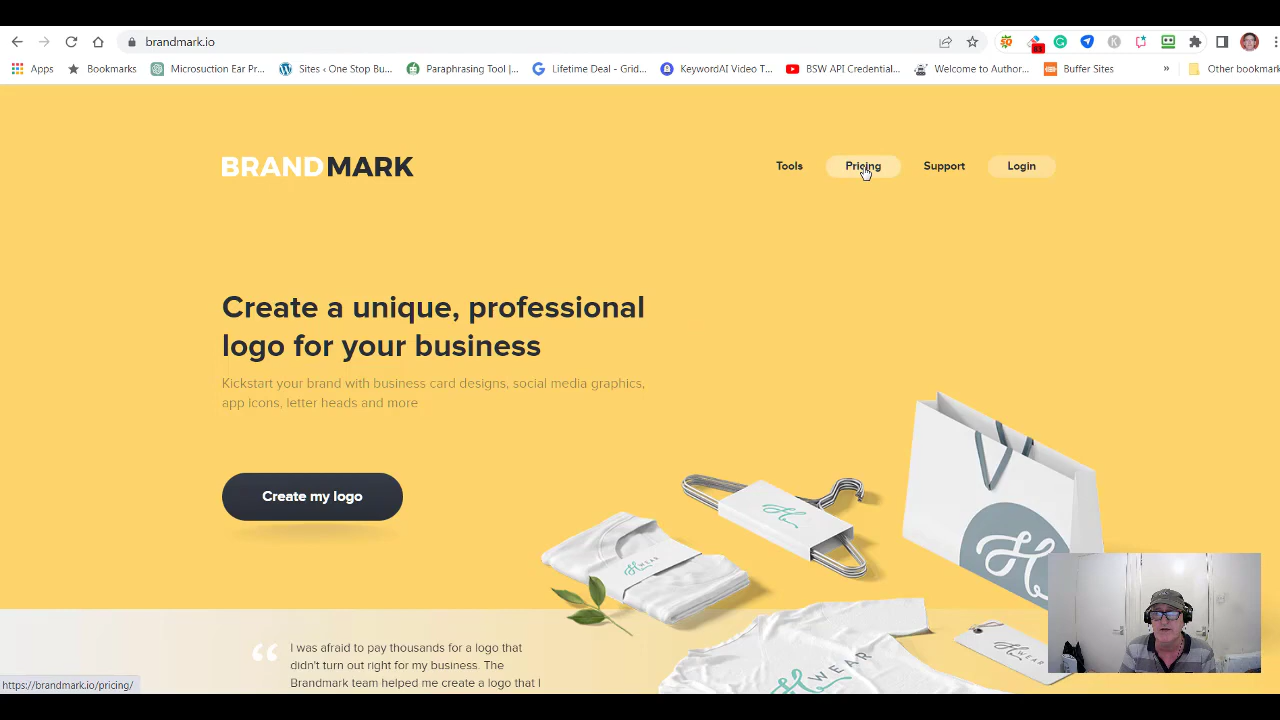 brandmark.io
83
Apps
Bookmarks
Microsuction Ear Pr...
Sites ‹ One Stop Bu...
Paraphrasing Tool |...
Lifetime Deal - Grid...
KeywordAI Video T...
BSW API Credential...
Welcome to Author...
Buffer Sites
»
Other bookmark
BRANDMARK
Tools
Pricing
Support
Login
Create a unique, professional
logo for your business
Kickstart your brand with business card designs, social media graphics,
app icons, letter heads and more
Create my logo
H
H
H WEAR
H WEAR
H WEAR
“ I was afraid to pay thousands for a logo that
didn't turn out right for my business. The
Brandmark team helped me create a logo that I
https://brandmark.io/pricing/